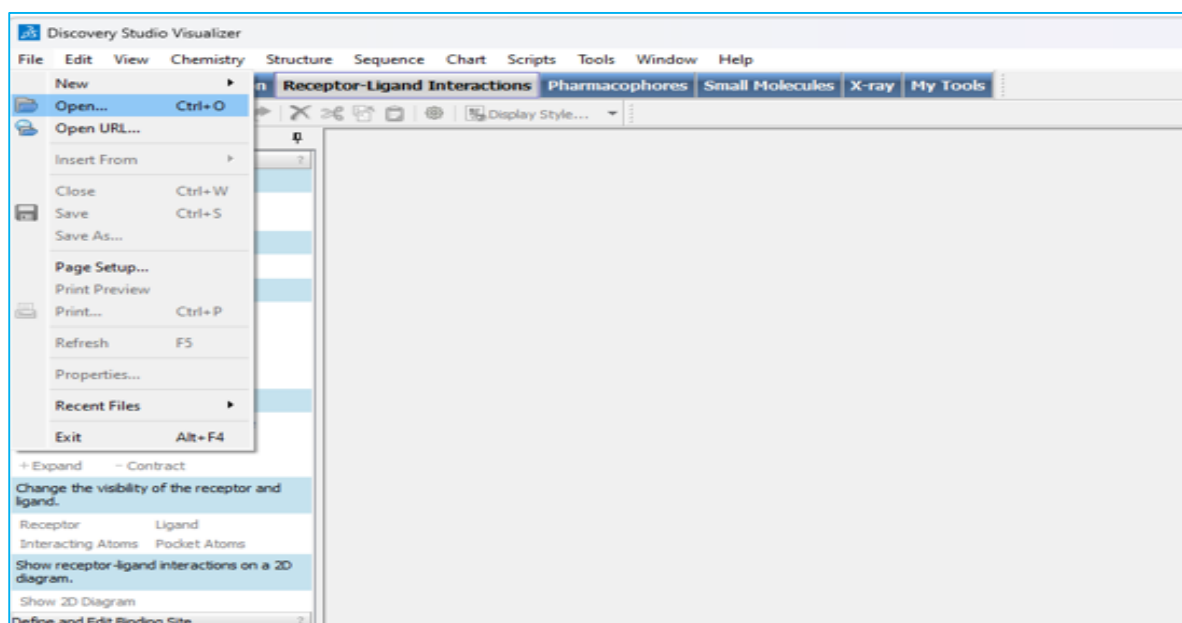 Discovery Studio Visualizer
File Edit View Chemistry Structure Sequence Chart Scripts Tools Window Help
New
n Receptor-Ligand Interactions Pharmacophores Small Molecules X-ray My Tools
Open... Ctrl+O
Display Style...
Open URL...
Insert From
?
Close Ctrl+W
Save Ctrl+S
Save As...
Page Setup...
Print Preview
Print... Ctrl+P
Refresh F5
Properties...
Recent Files
Exit Alt+F4
+ Expand - Contract
Change the visibility of the receptor and
ligand.
Receptor Ligand
Interacting Atoms Pocket Atoms
Show receptor-ligand interactions on a 2D
diagram.
Show 2D Diagram
Define and Edit Binding Site ?